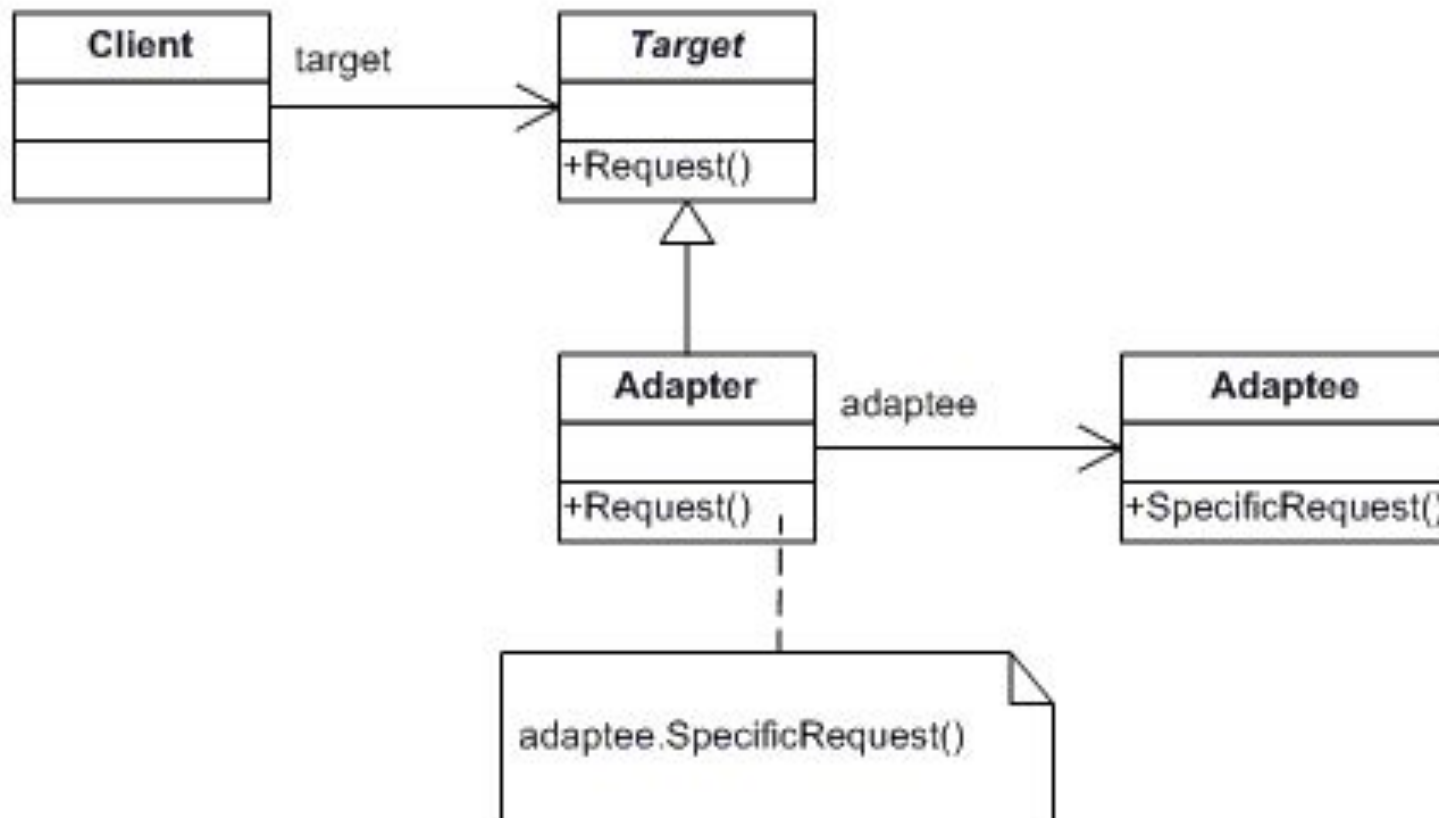 Client
target
Target
+Request()
Adapter
adaptee
Adaptee
+Request()
+SpecificRequest()
adaptee.SpecificRequest()